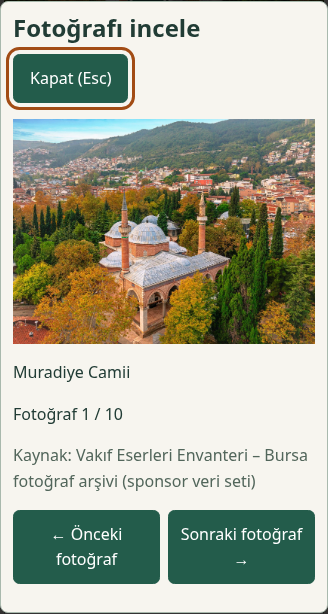 Fotoğrafı incele
Kapat (Esc)
Muradiye Camii
Fotoğraf 1 / 10
Kaynak: Vakıf Eserleri Envanteri – Bursa
fotoğraf arşivi (sponsor veri seti)
← Önceki
fotoğraf
Sonraki fotoğraf
→